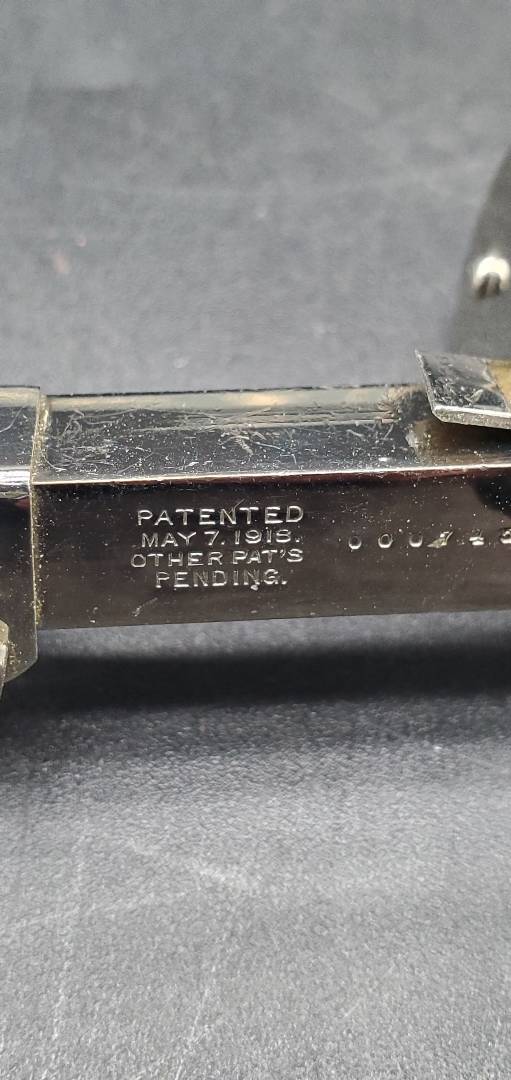 PATENTED
MAY 7, 1918.
OTHER PAT'S
PENDING.